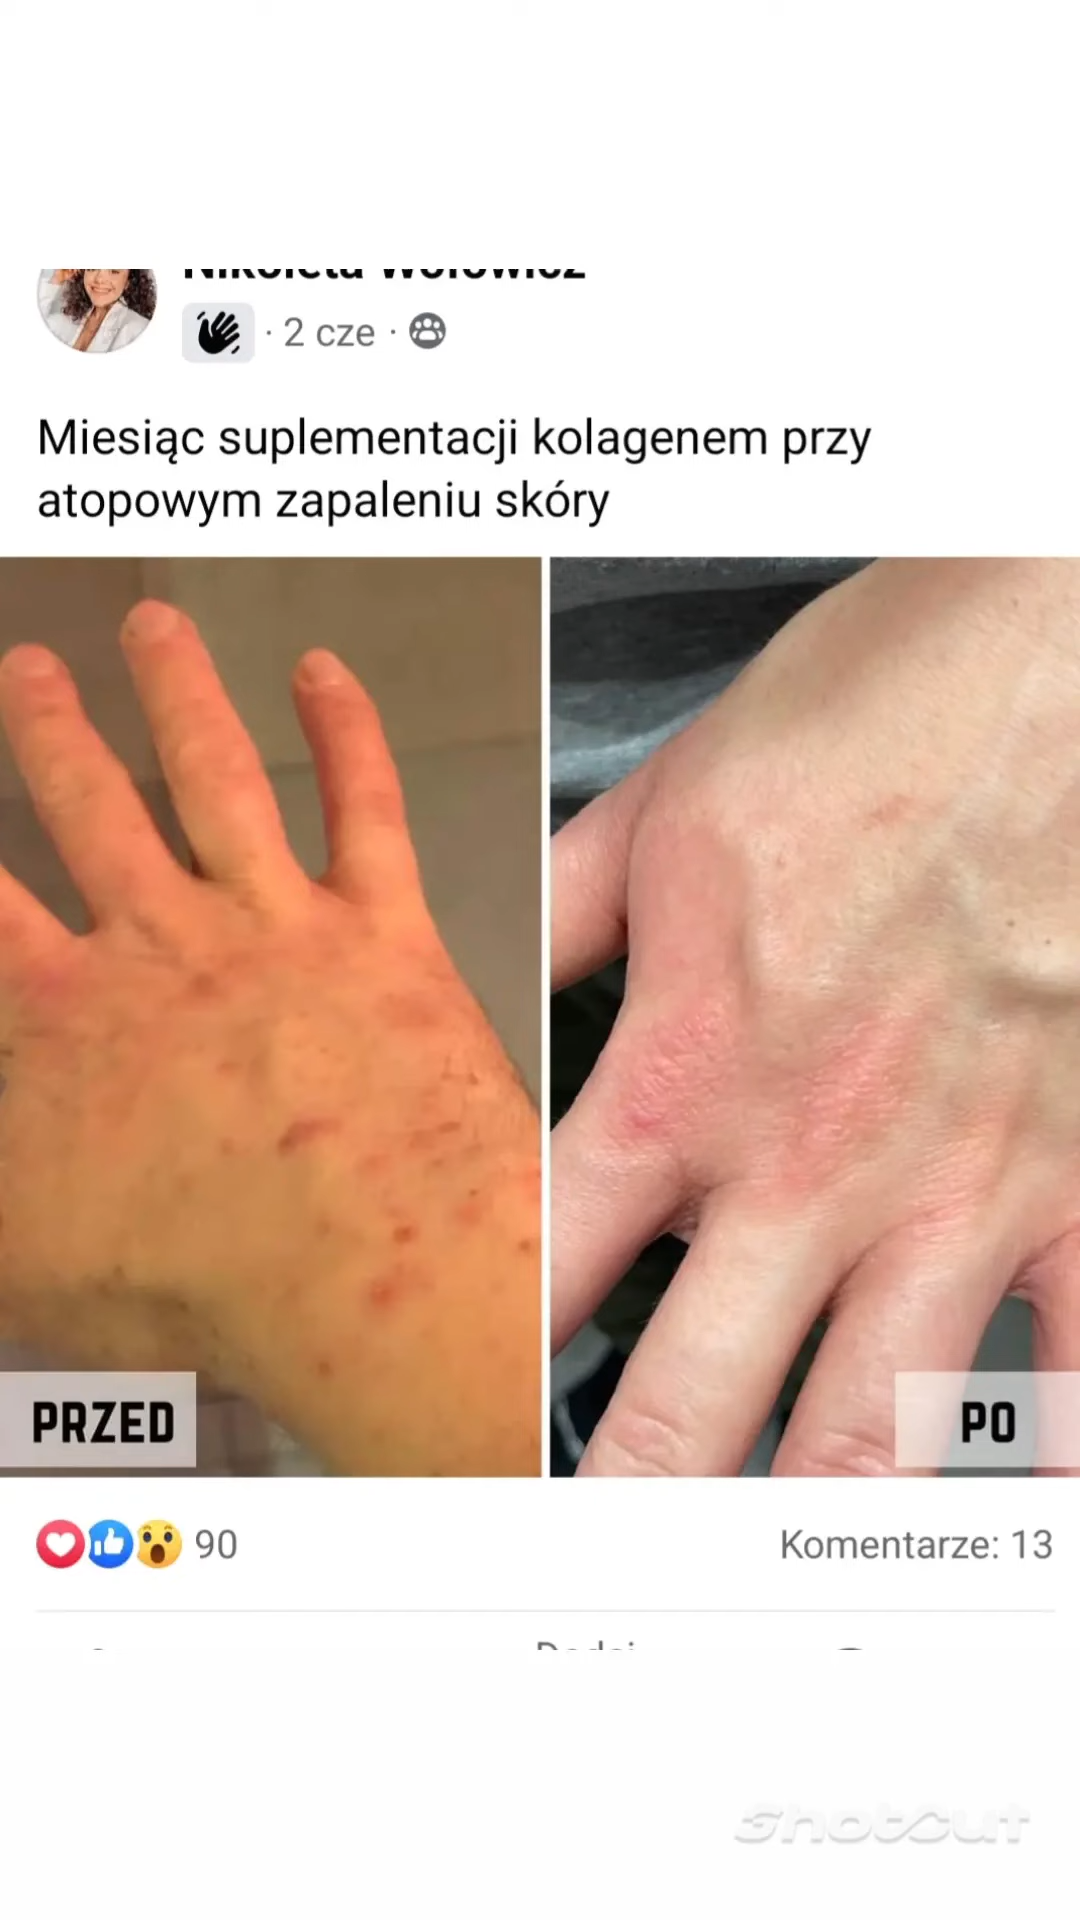 · 2 cze ·
Miesiąc suplementacji kolagenem przy
atopowym zapaleniu skóry
PRZED
PO
90
Komentarze: 13
ShotCut